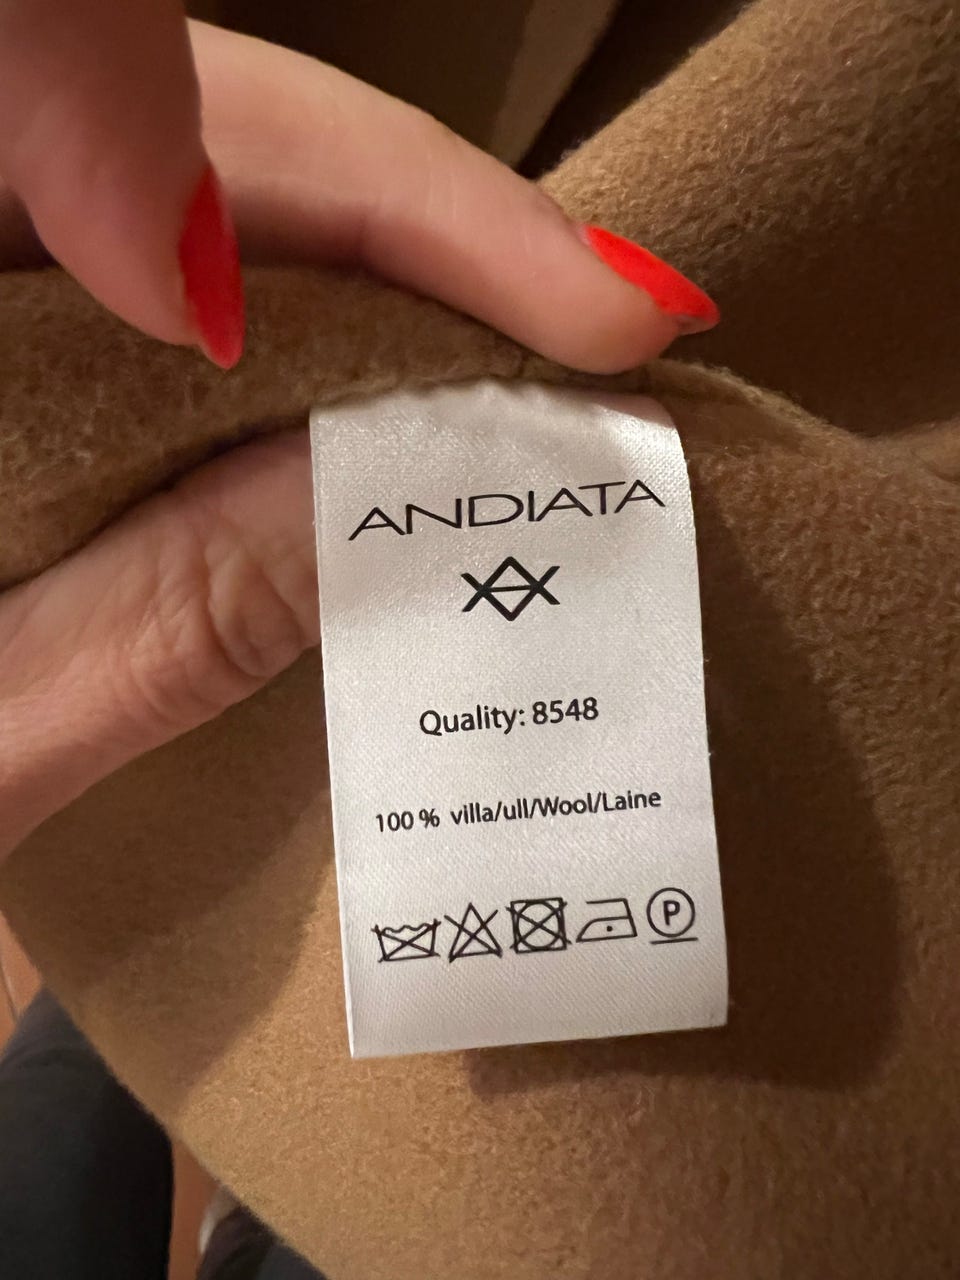 ANDIATA
Quality: 8548
100 % villa/ull/Wool/Laine
P